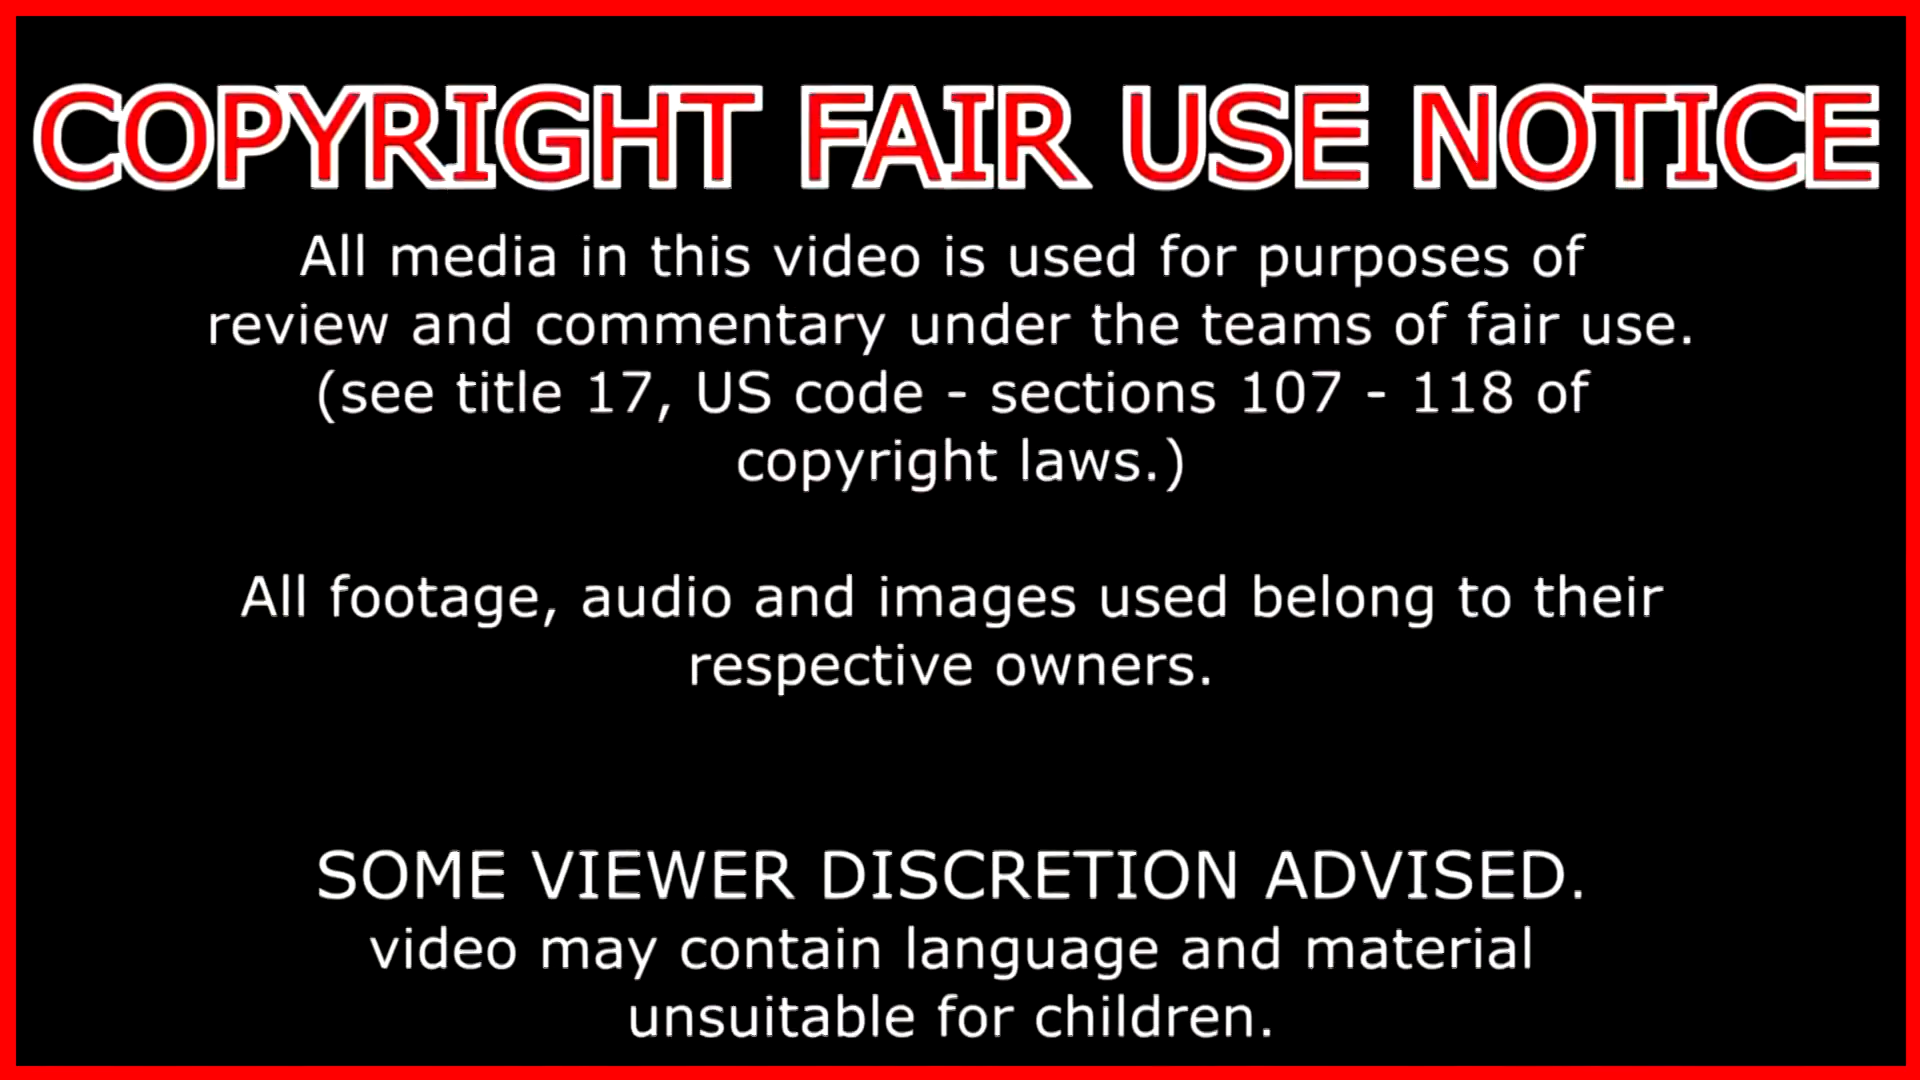 COPYRIGHT FAIR USE NOTICE
All media in this video is used for purposes of
review and commentary under the teams of fair use.
(see title 17, US code - sections 107 - 118 of
copyright laws.)
All footage, audio and images used belong to their
respective owners.
SOME VIEWER DISCRETION ADVISED.
video may contain language and material
unsuitable for children.